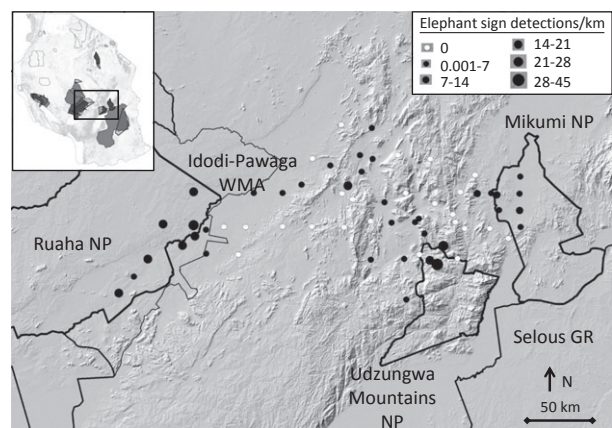 Elephant sign detections/km
0
0.001-7
7-14
14-21
21-28
28-45
Mikumi NP
Idodi-Pawaga
WMA
Ruaha NP
Selous GR
Udzungwa
Mountains
NP
N
50 km